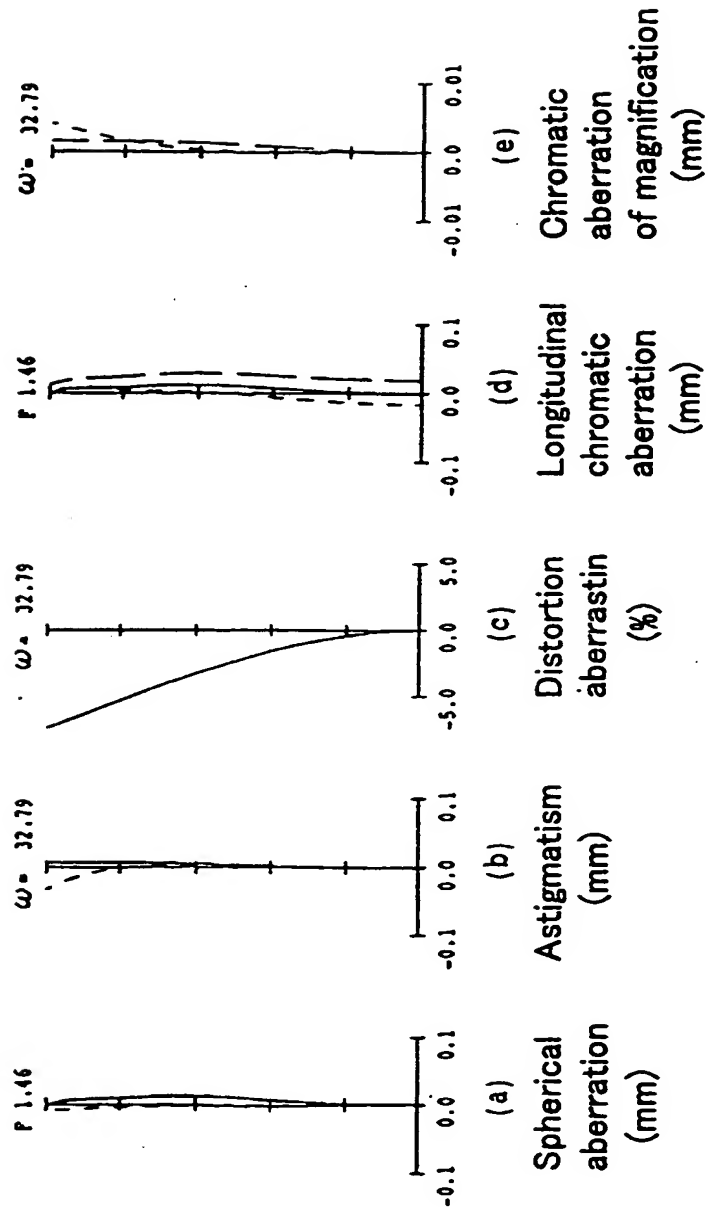 F 1.46
-0.1 0.0 0.1
(a)
Spherical
aberration
(mm)
ω= 32.79
-0.1 0.0 0.1
(b)
Astigmatism
(mm)
ω= 32.79
-5.0 0.0 5.0
(c)
Distortion
aberrastin
(%)
F 1.46
-0.1 0.0 0.1
(d)
Longitudinal
chromatic
aberration
(mm)
ω= 32.79
-0.01 0.0 0.01
(e)
Chromatic
aberration
of magnification
(mm)